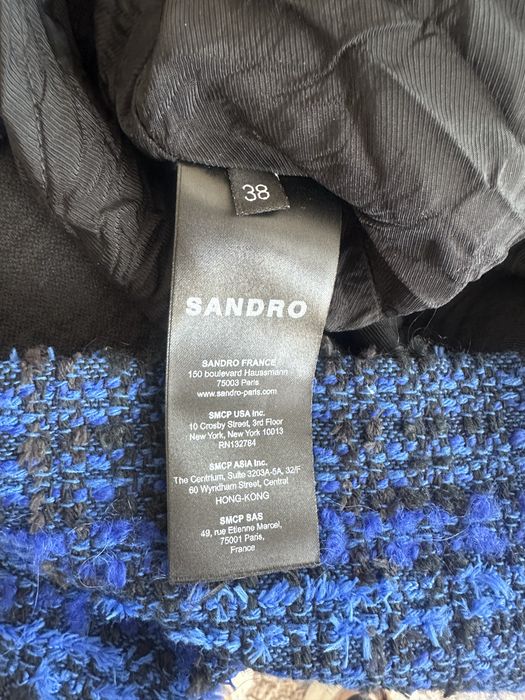 38
SANDRO
SANDRO FRANCE
150 boulevard Haussmann
75003 Paris
www.sandro-paris.com
SMCP USA Inc.
10 Crosby Street, 3rd Floor
New York, New York 10013
RN132784
SMCP ASIA Inc.
The Centrium, Suite 3203A-5A, 32/F
60 Wyndham Street, Central
HONG-KONG
SMCP SAS
49, rue Etienne Marcel,
75001 Paris,
France